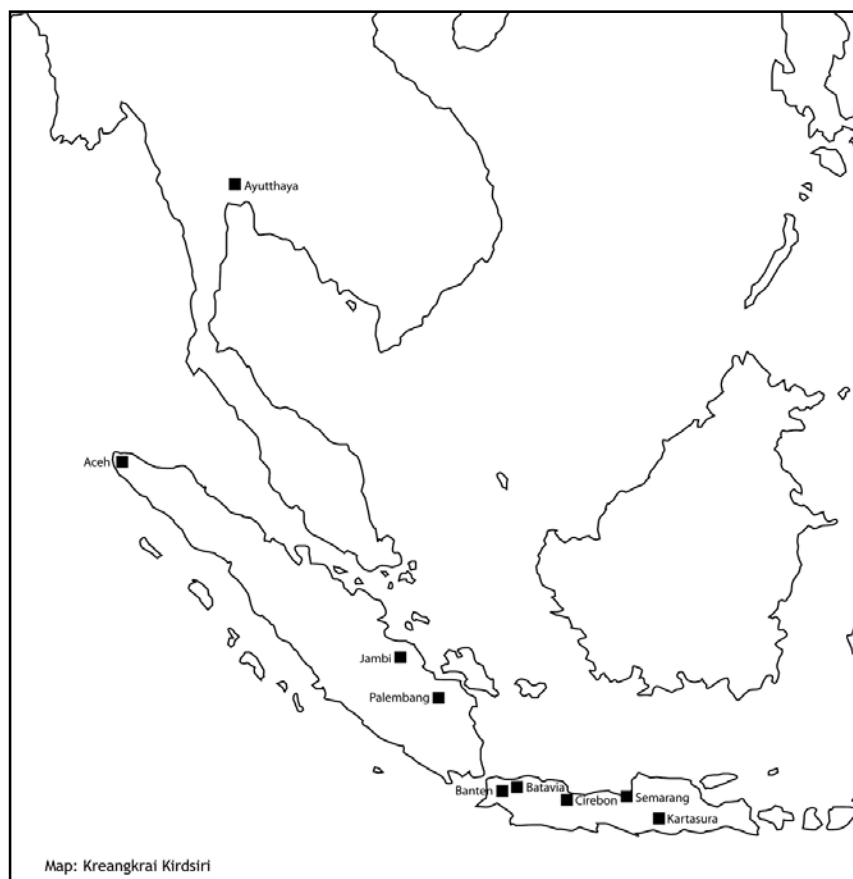 Ayutthaya
Aceh
Jambi
Palembang
Banten
Batavia
Cirebon
Semarang
Kartasura
Map: Kreangkrai Kirdsiri